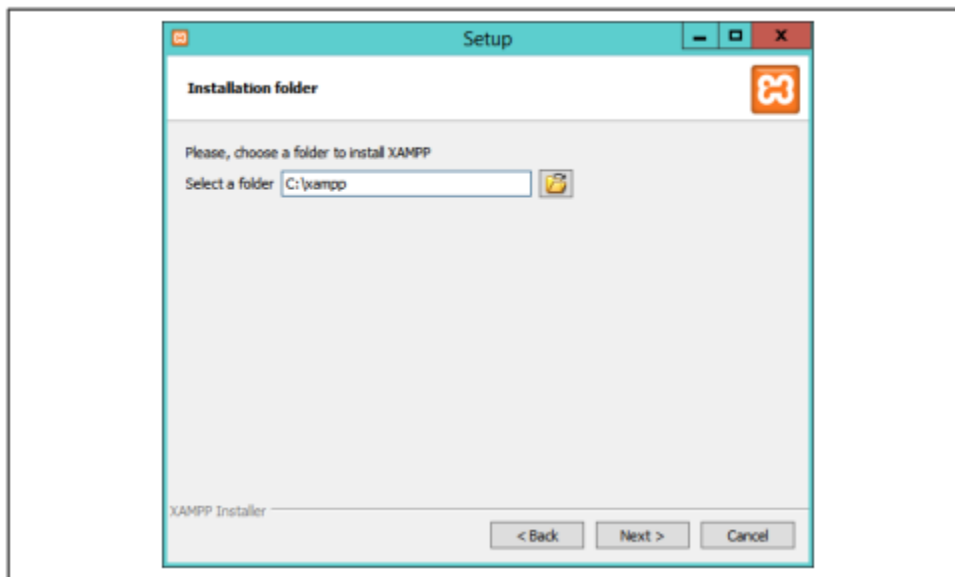 Setup
Installation folder
Please, choose a folder to install XAMPP
Select a folder C:\xampp
XAMPP Installer
< Back Next > Cancel